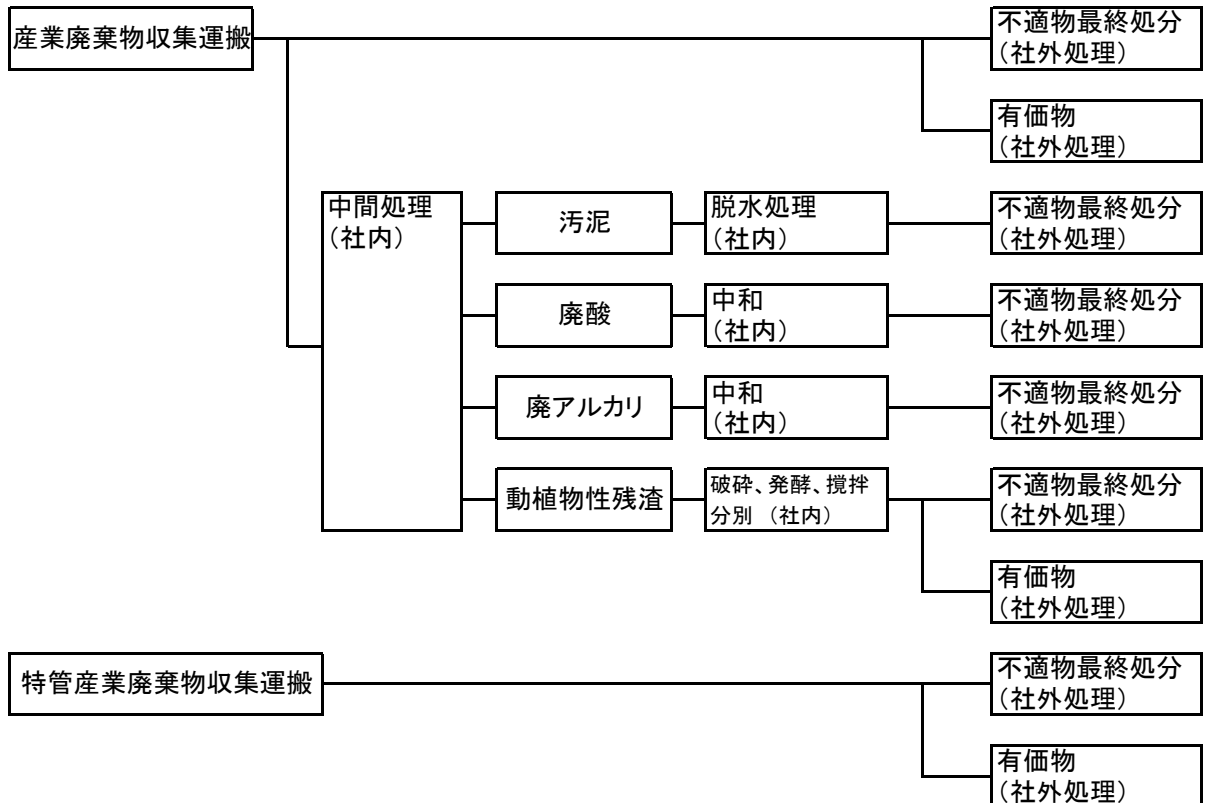 産業廃棄物収集運搬
不適物最終処分
（社外処理）
有価物
（社外処理）
中間処理
（社内）
汚泥
脱水処理
（社内）
不適物最終処分
（社外処理）
廃酸
中和
（社内）
不適物最終処分
（社外処理）
廃アルカリ
中和
（社内）
不適物最終処分
（社外処理）
動植物性残渣
破砕、発酵、撹拌
分別 （社内）
不適物最終処分
（社外処理）
有価物
（社外処理）
特管産業廃棄物収集運搬
不適物最終処分
（社外処理）
有価物
（社外処理）